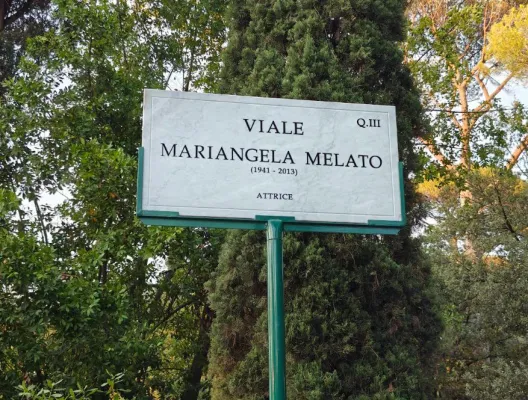 VIALE Q.III
MARIANGELA MELATO
(1941 - 2013)
ATTRICE